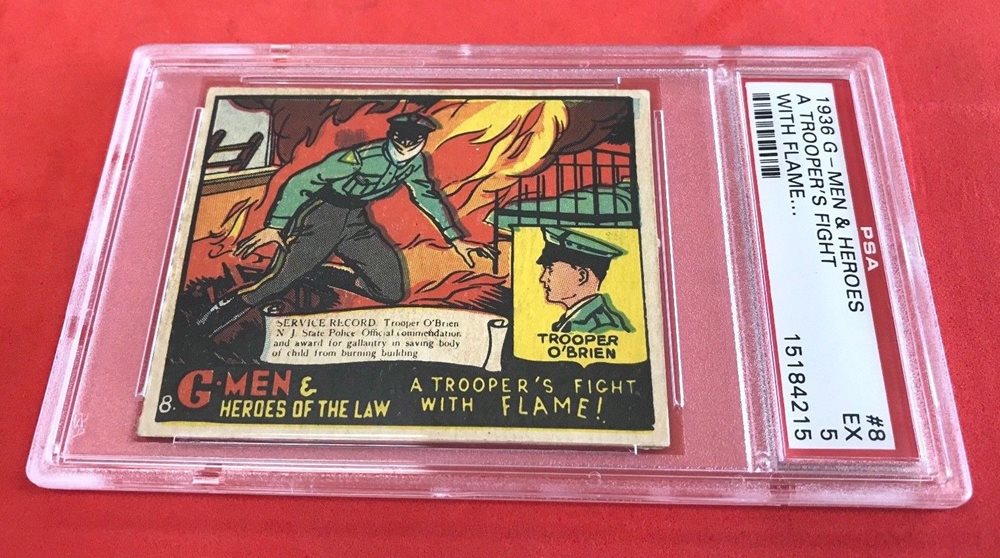 SERVICE RECORD. Trooper O'Brien
N. J. State Police Official commendation
and award for gallantry in saving body
of child from burning building
TROOPER
O'BRIEN
8. G-MEN &
HEROES OF THE LAW
A TROOPER'S FIGHT
WITH FLAME!
1936 G-MEN & HEROES
A TROOPER'S FIGHT
WITH FLAME...
PSA
#8
EX
5
15184215